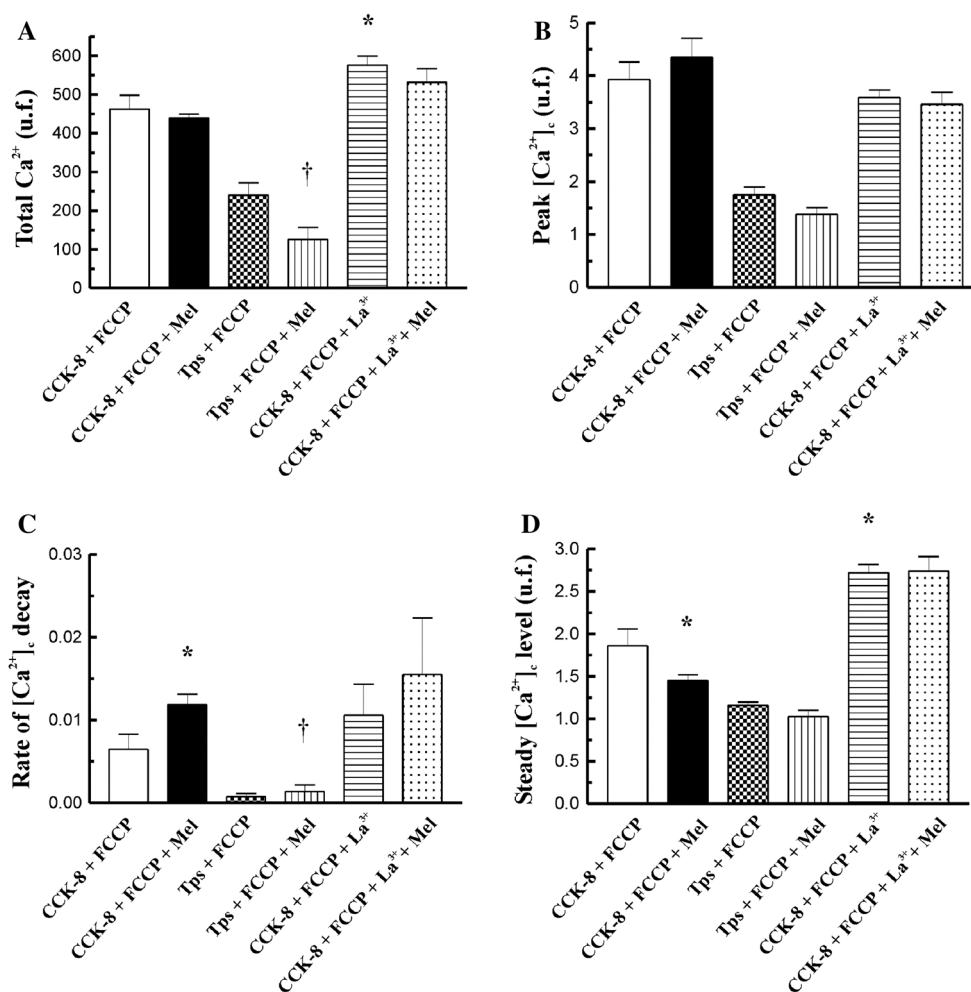 A
*
Total Ca²⁺ (u.f.)
600
500
400
†
300
200
100
0
CCK-8 + FCCP
CCK-8 + FCCP + Mel
Tps + FCCP
Tps + FCCP + Mel
CCK-8 + FCCP + La³⁺
CCK-8 + FCCP + La³⁺ + Mel
B
Peak [Ca²⁺]c (u.f.)
5
4
3
2
1
0
CCK-8 + FCCP
CCK-8 + FCCP + Mel
Tps + FCCP
Tps + FCCP + Mel
CCK-8 + FCCP + La³⁺
CCK-8 + FCCP + La³⁺ + Mel
C
Rate of [Ca²⁺]c decay
0.03
0.02
0.01
0.00
*
†
CCK-8 + FCCP
CCK-8 + FCCP + Mel
Tps + FCCP
Tps + FCCP + Mel
CCK-8 + FCCP + La³⁺
CCK-8 + FCCP + La³⁺ + Mel
D
Steady [Ca²⁺]c level (u.f.)
3.0
2.5
2.0
1.5
1.0
0.5
0.0
*
*
CCK-8 + FCCP
CCK-8 + FCCP + Mel
Tps + FCCP
Tps + FCCP + Mel
CCK-8 + FCCP + La³⁺
CCK-8 + FCCP + La³⁺ + Mel